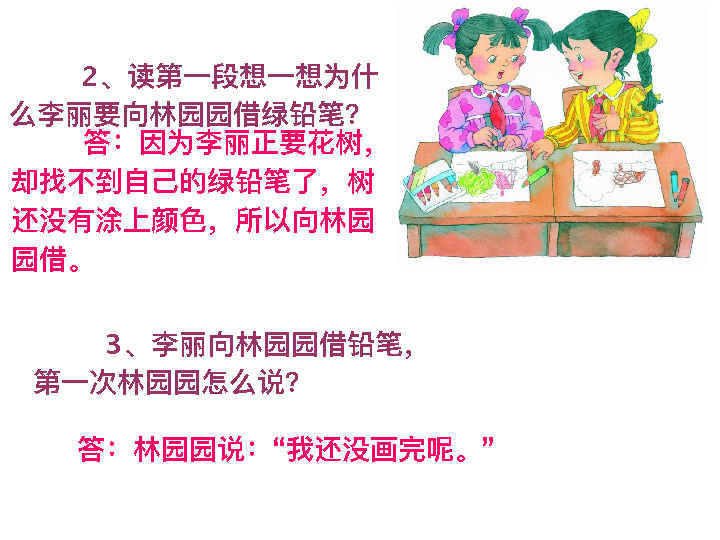 2、读第一段想一想为什
么李丽要向林园园借绿铅笔？
答：因为李丽正要花树，
却找不到自己的绿铅笔了，树
还没有涂上颜色，所以向林园
园借。
3、李丽向林园园借铅笔，
第一次林园园怎么说？
答：林园园说：“我还没画完呢。”